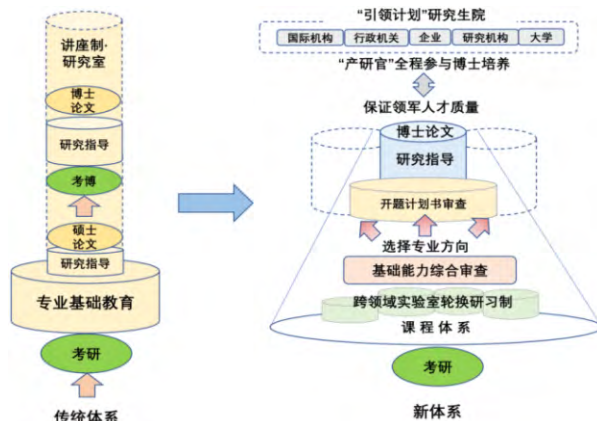 讲座制·
研究室
博士
论文
研究指导
考博
硕士
论文
研究指导
专业基础教育
考研
传统体系
“引领计划”研究生院
国际机构
行政机关
企业
研究机构
大学
“产研官”全程参与博士培养
保证领军人才质量
博士论文
研究指导
开题计划书审查
选择专业方向
基础能力综合审查
跨领域实验室轮换研习制
课程体系
考研
新体系